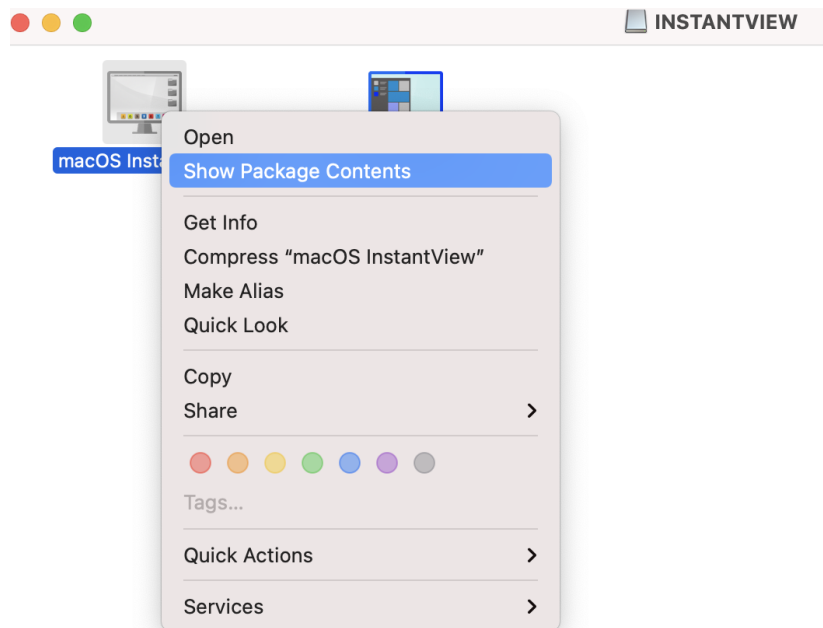 INSTANTVIEW
macOS Insta
Open
Show Package Contents
Get Info
Compress “macOS InstantView”
Make Alias
Quick Look
Copy
Share
Tags...
Quick Actions
Services